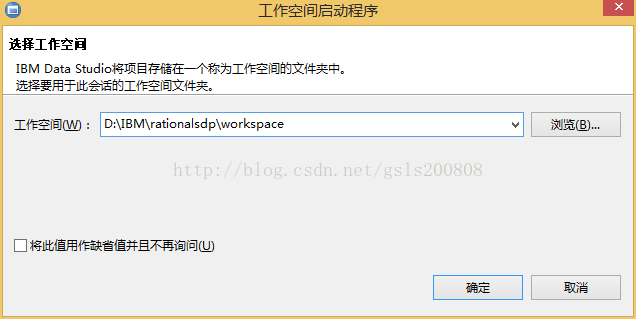 工作空间启动程序
选择工作空间
IBM Data Studio将项目存储在一个称为工作空间的文件夹中。
选择要用于此会话的工作空间文件夹。
工作空间(W)： D:\IBM\rationalsdp\workspace 浏览(B)...
http://blog.csdn.net/gsls200808
将此值用作缺省值并且不再询问(U)
确定 取消